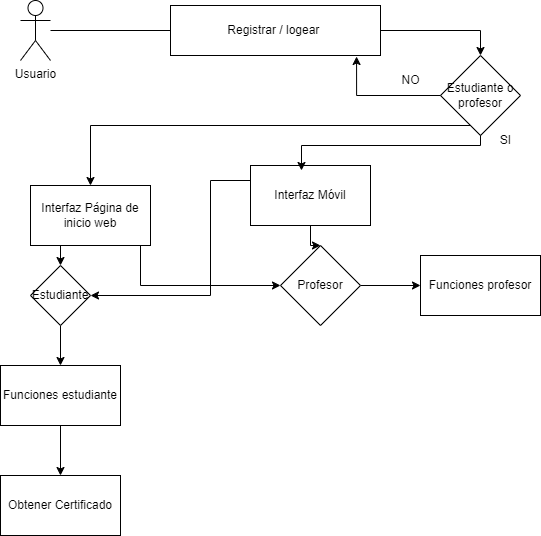 Registrar / logear
Usuario
NO
Estudiante o
profesor
SI
Interfaz Página de
inicio web
Interfaz Móvil
Estudiante
Profesor
Funciones profesor
Funciones estudiante
Obtener Certificado